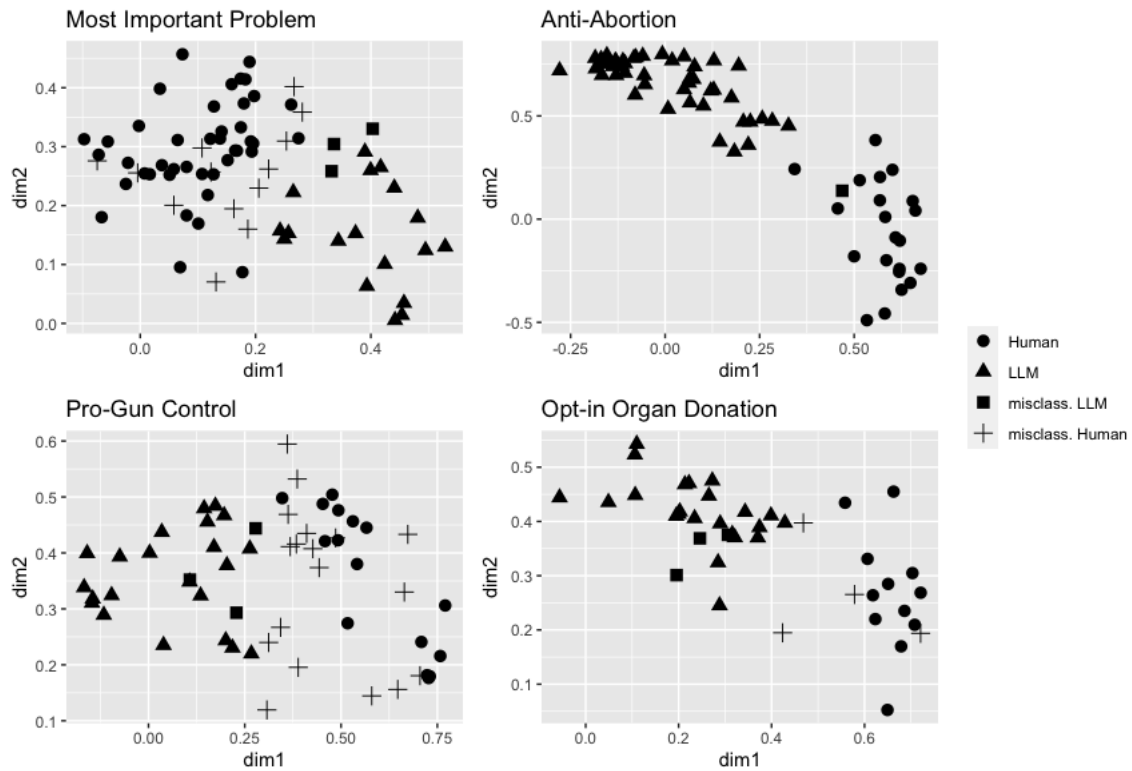 Most Important Problem
dim2
0.4
0.3
0.2
0.1
0.0
0.0
0.2
0.4
dim1
Anti-Abortion
dim2
0.5
0.0
-0.5
-0.25
0.00
0.25
0.50
dim1
Pro-Gun Control
dim2
0.6
0.5
0.4
0.3
0.2
0.1
0.00
0.25
0.50
0.75
dim1
Opt-in Organ Donation
dim2
0.5
0.4
0.3
0.2
0.1
0.0
0.2
0.4
0.6
dim1
Human
LLM
misclass. LLM
misclass. Human